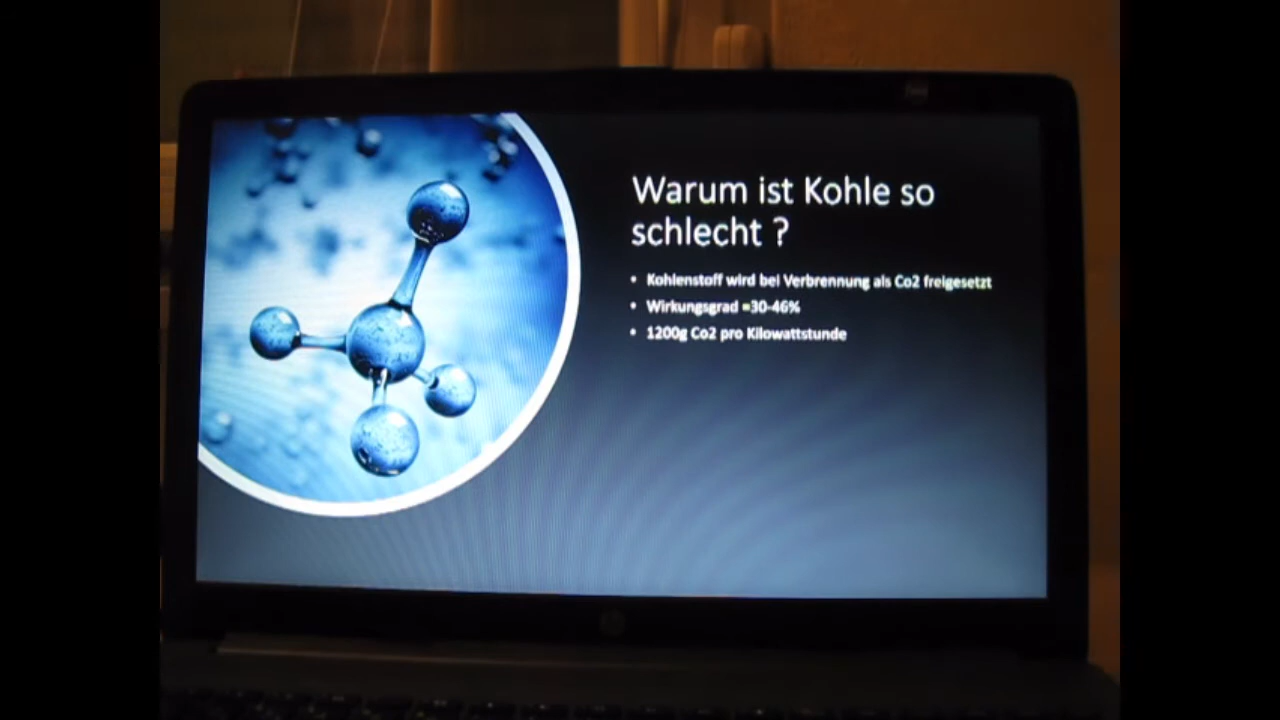 Warum ist Kohle so
schlecht ?
• Kohlenstoff wird bei Verbrennung als Co2 freigesetzt
• Wirkungsgrad =30-46%
• 1200g Co2 pro Kilowattstunde